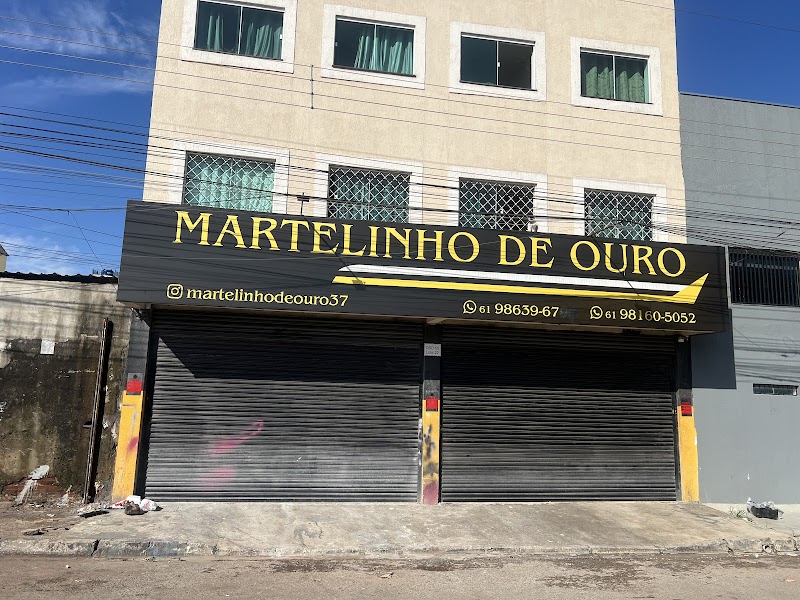 MARTELINHO DE OURO
martelinhodeouro37
61 98639-67
61 98160-5052